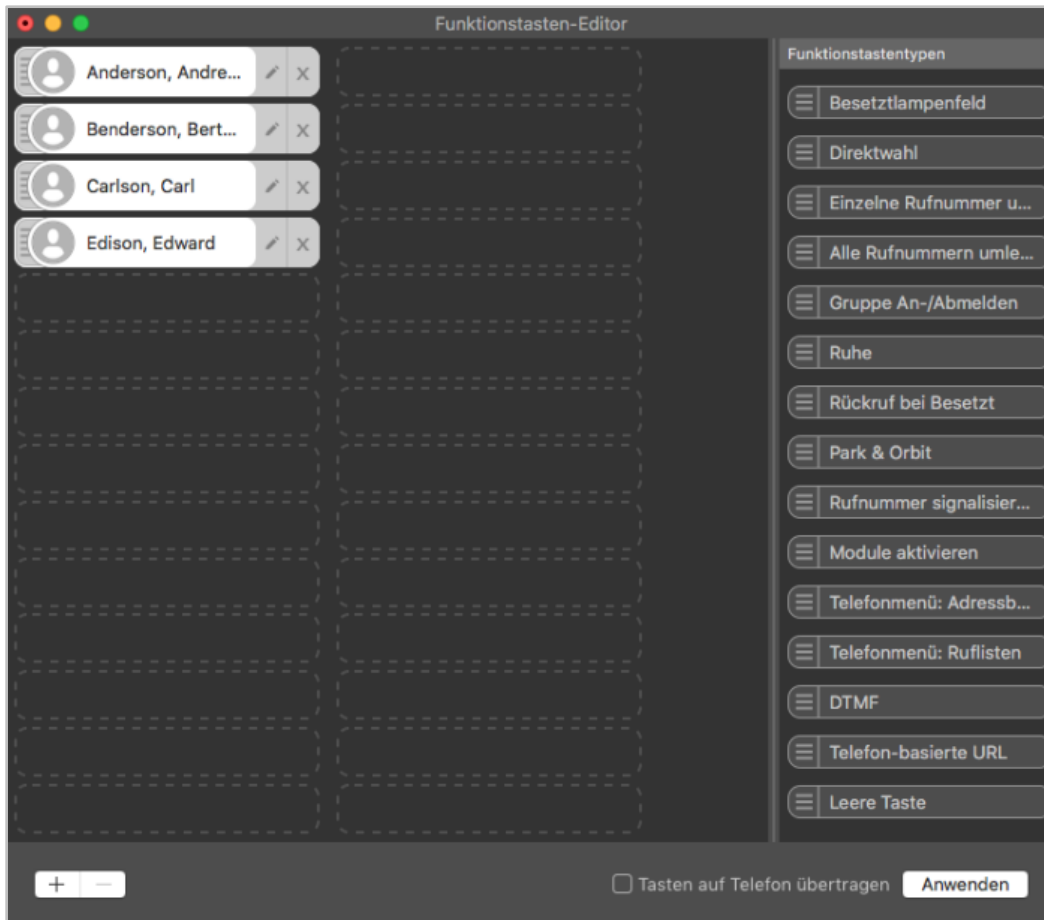 Funktionstasten-Editor
Anderson, Andre...
Benderson, Bert...
Carlson, Carl
Edison, Edward
Funktionstastentypen
Besetztlampenfeld
Direktwahl
Einzelne Rufnummer u...
Alle Rufnummern umle...
Gruppe An-/Abmelden
Ruhe
Rückruf bei Besetzt
Park & Orbit
Rufnummer signalisier...
Module aktivieren
Telefonmenü: Adressb...
Telefonmenü: Ruflisten
DTMF
Telefon-basierte URL
Leere Taste
Tasten auf Telefon übertragen
Anwenden